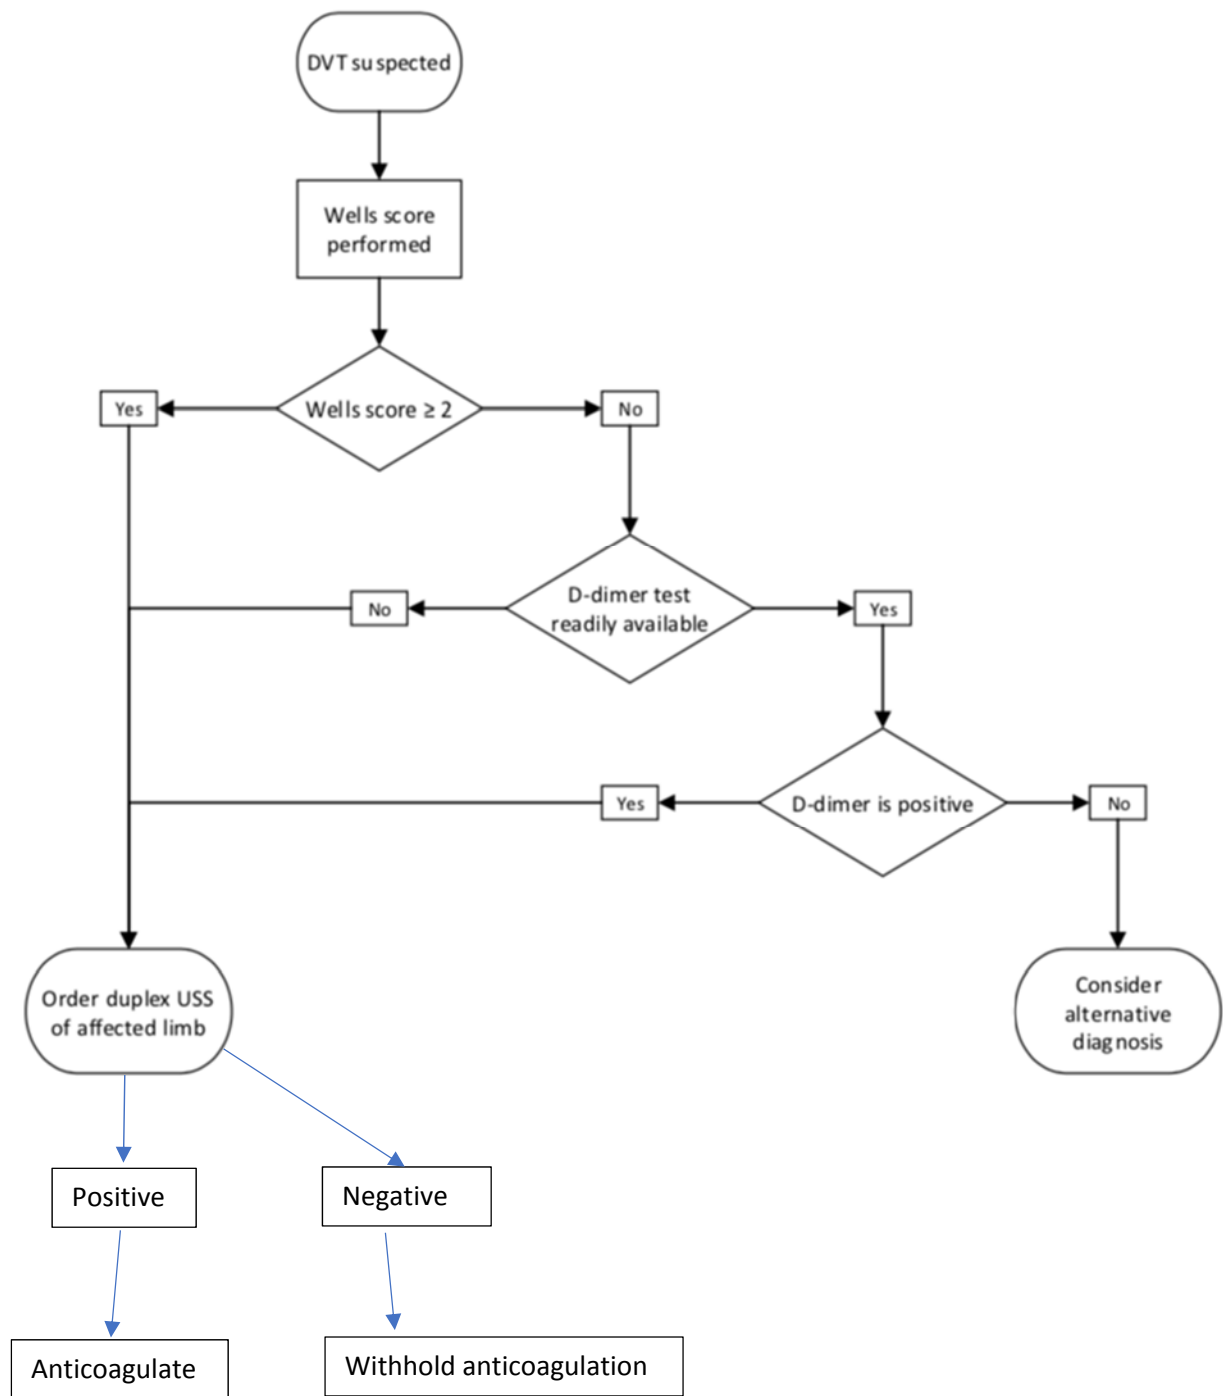 DVT suspected
Wells score
performed
Yes
Wells score ≥ 2
No
No
D-dimer test
readily available
Yes
Yes
D-dimer is positive
No
Order duplex USS
of affected limb
Consider
alternative
diagnosis
Positive
Negative
Anticoagulate
Withhold anticoagulation